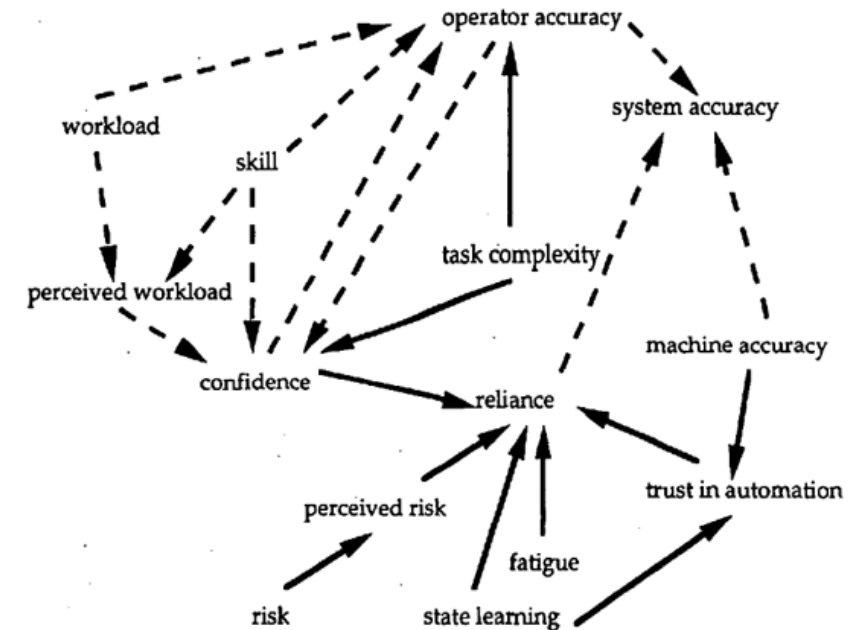 operator accuracy
system accuracy
workload
skill
task complexity
perceived workload
machine accuracy
confidence
reliance
trust in automation
perceived risk
fatigue
risk
state learning